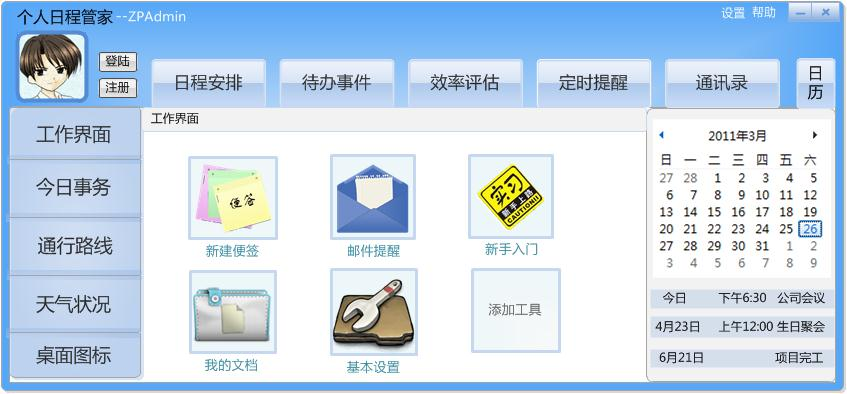 个人日程管家--ZPAdmin
设置 帮助
登陆
注册
日程安排 待办事件 效率评估 定时提醒 通讯录 日历
工作界面
今日事务
通行路线
天气状况
桌面图标
工作界面
便签
新建便签
邮件提醒
实习
新手上路
CAUTION!!
新手入门
我的文档
基本设置
添加工具
2011年3月
日 一 二 三 四 五 六
27 28 1 2 3 4 5
6 7 8 9 10 11 12
13 14 15 16 17 18 19
20 21 22 23 24 25 26
27 28 29 30 31 1 2
3 4 5 6 7 8 9
今日 下午6:30 公司会议
4月23日 上午12:00 生日聚会
6月21日 项目完工